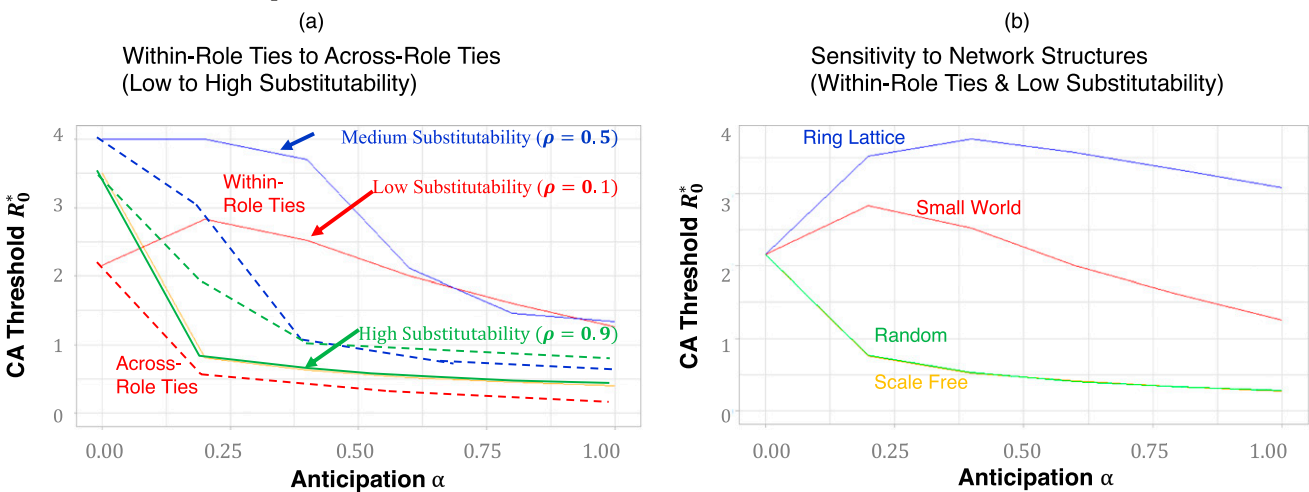 (a)
Within-Role Ties to Across-Role Ties
(Low to High Substitutability)
CA Threshold R₀*
4
3
2
1
0
Medium Substitutability (ρ = 0.5)
Within-
Role Ties
Low Substitutability (ρ = 0.1)
High Substitutability (ρ = 0.9)
Across-
Role Ties
0.00 0.25 0.50 0.75 1.00
Anticipation α
(b)
Sensitivity to Network Structures
(Within-Role Ties & Low Substitutability)
CA Threshold R₀*
4
3
2
1
0
Ring Lattice
Small World
Random
Scale Free
0.00 0.25 0.50 0.75 1.00
Anticipation α